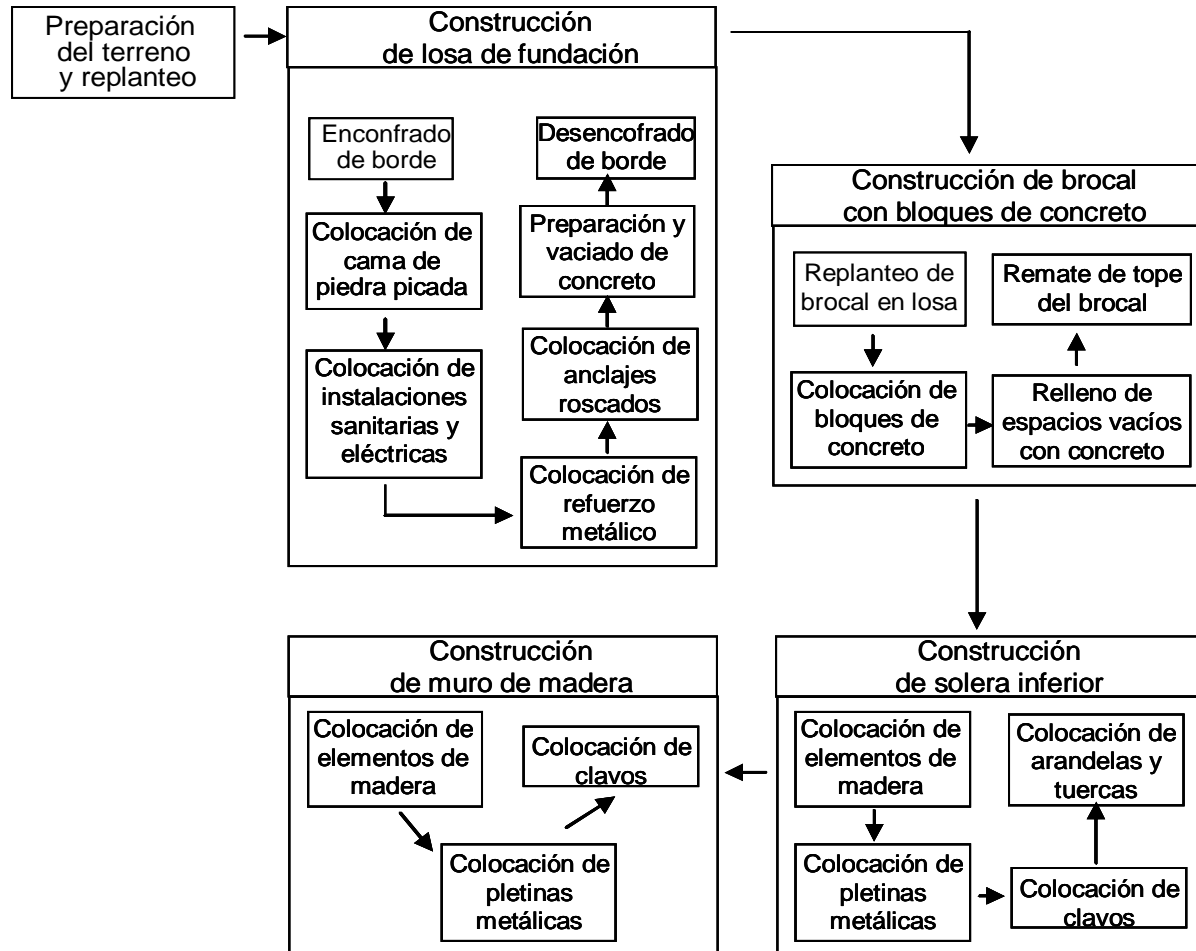 Preparación
del terreno
y replanteo
Construcción
de losa de fundación
Enconfrado
de borde
Colocación de
cama de
piedra picada
Colocación de
instalaciones
sanitarias y
eléctricas
Colocación de
refuerzo
metálico
Colocación de
anclajes
roscados
Preparación y
vaciado de
concreto
Desencofrado
de borde
Construcción de brocal
con bloques de concreto
Replanteo de
brocal en losa
Colocación de
bloques de
concreto
Relleno de
espacios vacíos
con concreto
Remate de tope
del brocal
Construcción
de solera inferior
Colocación de
elementos de
madera
Colocación de
pletinas
metálicas
Colocación de
clavos
Colocación de
arandelas y
tuercas
Construcción
de muro de madera
Colocación de
elementos de
madera
Colocación de
pletinas
metálicas
Colocación de
clavos